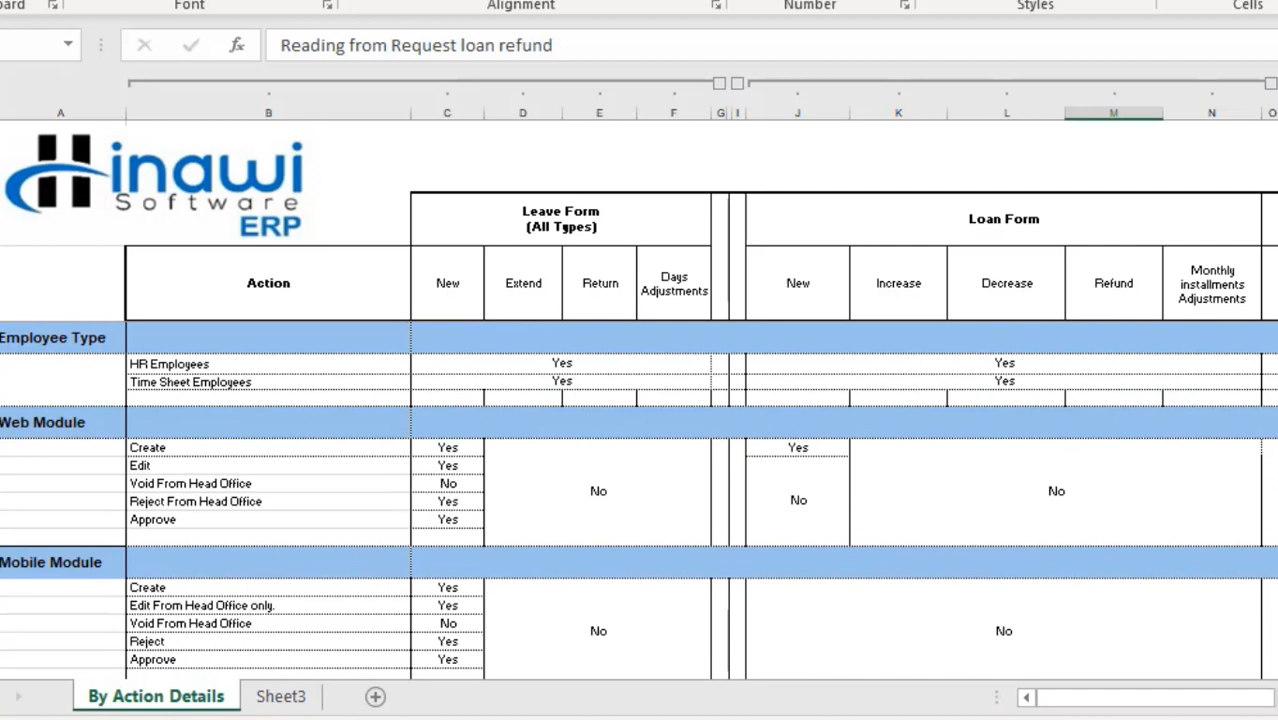 ard Font Alignment Number Styles Cells
fx Reading from Request loan refund
A B C D E F G I J K L M N O
Hinawi
Software
ERP
Leave Form
(All Types)
Loan Form
Action New Extend Return Days Adjustments New Increase Decrease Refund Monthly installments Adjustments
Employee Type
HR Employees Yes Yes
Time Sheet Employees Yes Yes
Web Module
Create Yes Yes
Edit Yes
Void From Head Office No No No No
Reject From Head Office Yes
Approve Yes
Mobile Module
Create Yes
Edit From Head Office only. Yes
Void From Head Office No No No
Reject Yes
Approve Yes
By Action Details Sheet3